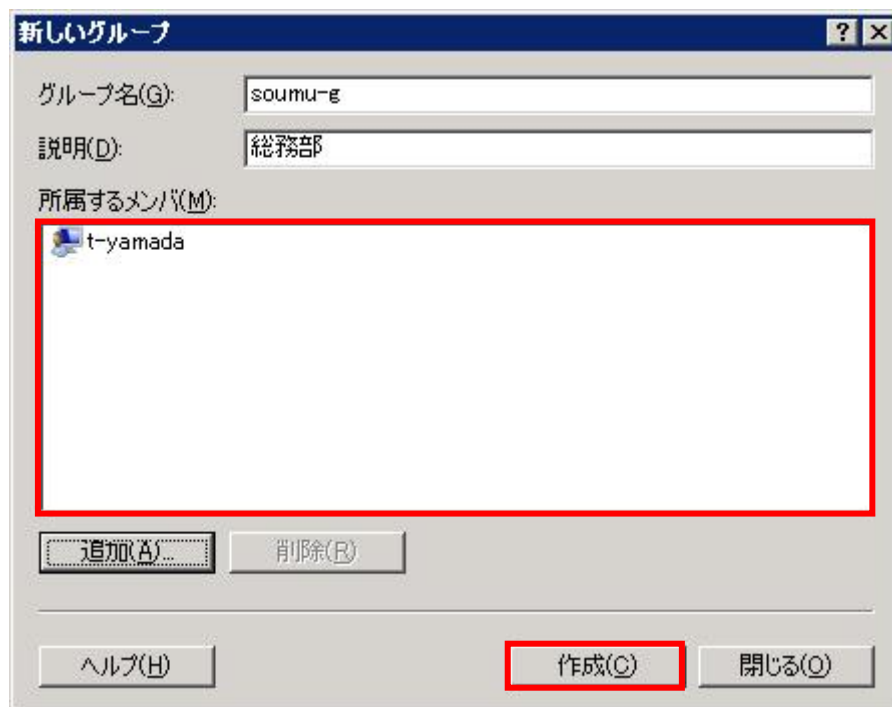 新しいグループ
グループ名(G): soumu-g
説明(D): 総務部
所属するメンバ(M):
t-yamada
追加(A)... 削除(R)
ヘルプ(H) 作成(C) 閉じる(O)